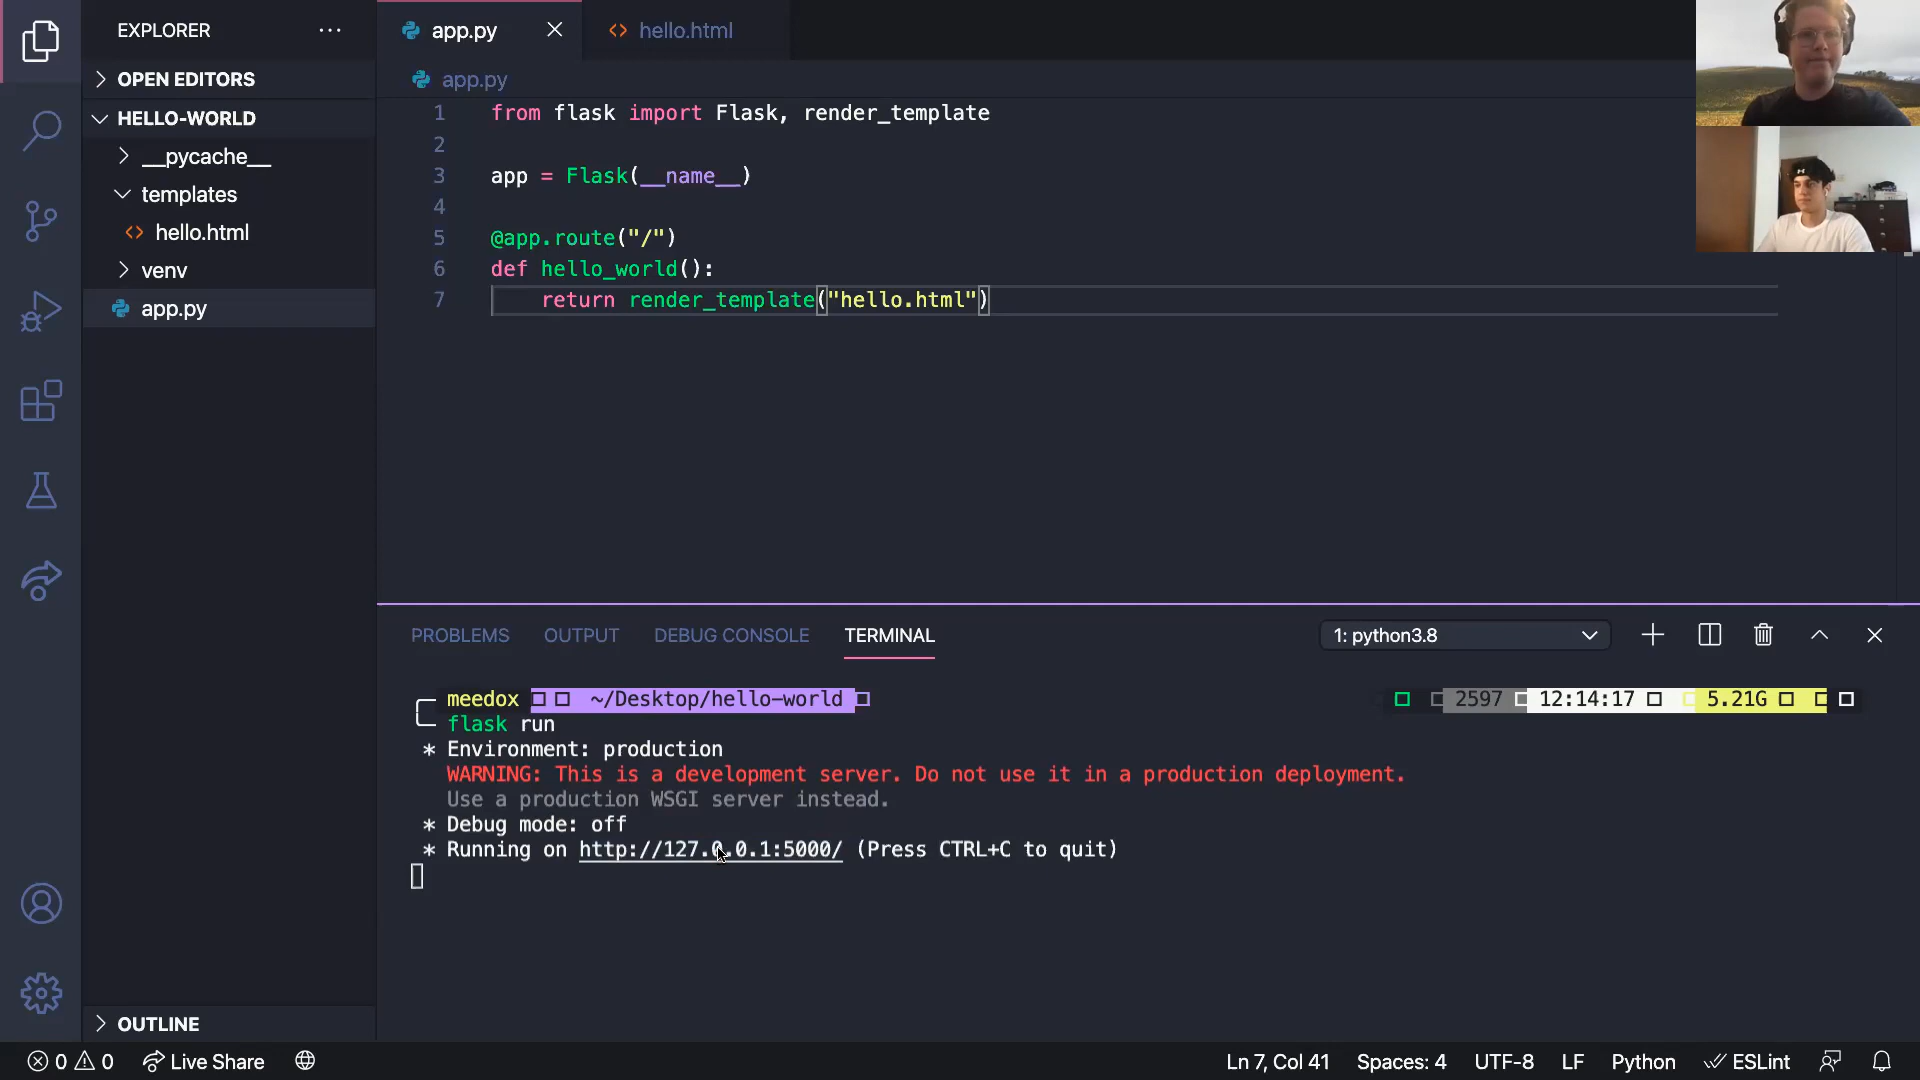 EXPLORER
OPEN EDITORS
HELLO-WORLD
__pycache__
templates
hello.html
venv
app.py
OUTLINE
app.py
hello.html
app.py
1 from flask import Flask, render_template
2
3 app = Flask(__name__)
4
5 @app.route("/")
6 def hello_world():
7 return render_template("hello.html")
PROBLEMS OUTPUT DEBUG CONSOLE TERMINAL 1: python3.8
meedox ~/Desktop/hello-world 2597 12:14:17 5.21G
flask run
* Environment: production
WARNING: This is a development server. Do not use it in a production deployment.
Use a production WSGI server instead.
* Debug mode: off
* Running on http://127.0.0.1:5000/ (Press CTRL+C to quit)
0 0 Live Share Ln 7, Col 41 Spaces: 4 UTF-8 LF Python ESLint